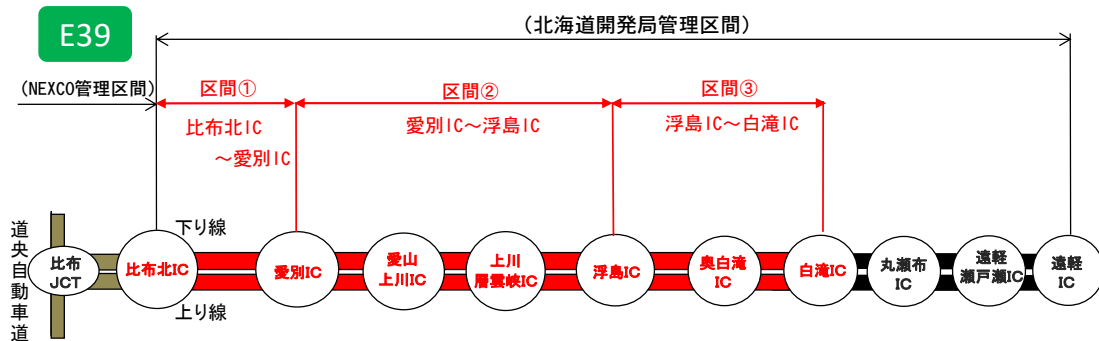 E39
(北海道開発局管理区間)
(NEXCO管理区間)
区間①
区間②
区間③
比布北IC
～愛別IC
愛別IC～浮島IC
浮島IC～白滝IC
道央自動車道
下り線
比布
JCT
比布北IC
愛別IC
愛山
上川IC
上川
層雲峡IC
浮島IC
奥白滝
IC
白滝IC
丸瀬布
IC
遠軽
瀬戸瀬IC
遠軽
IC
上り線